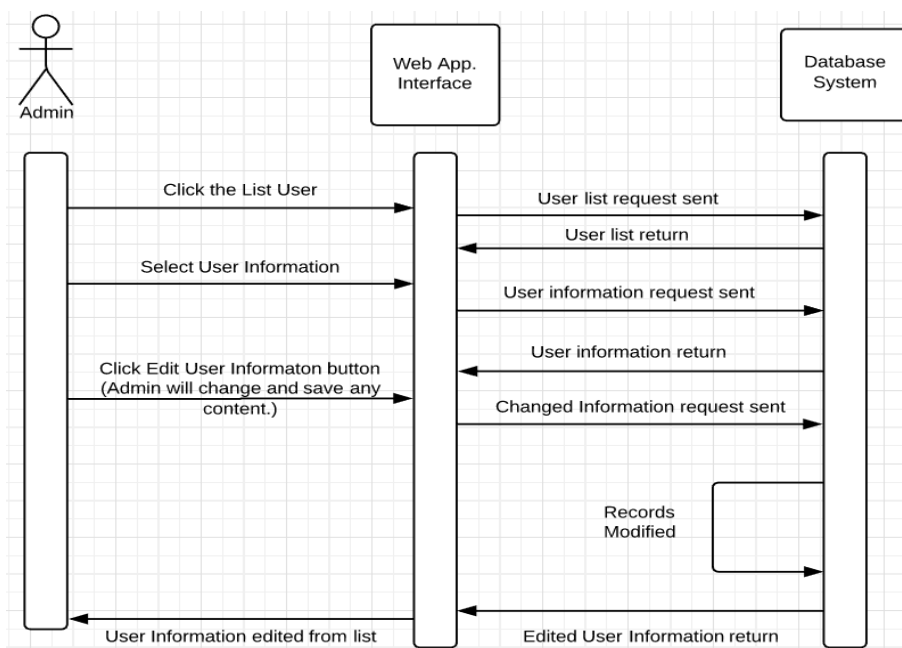 Admin
Web App.
Interface
Database
System
Click the List User
User list request sent
User list return
Select User Information
User information request sent
User information return
Click Edit User Informaton button
(Admin will change and save any
content.)
Changed Information request sent
Records
Modified
User Information edited from list
Edited User Information return